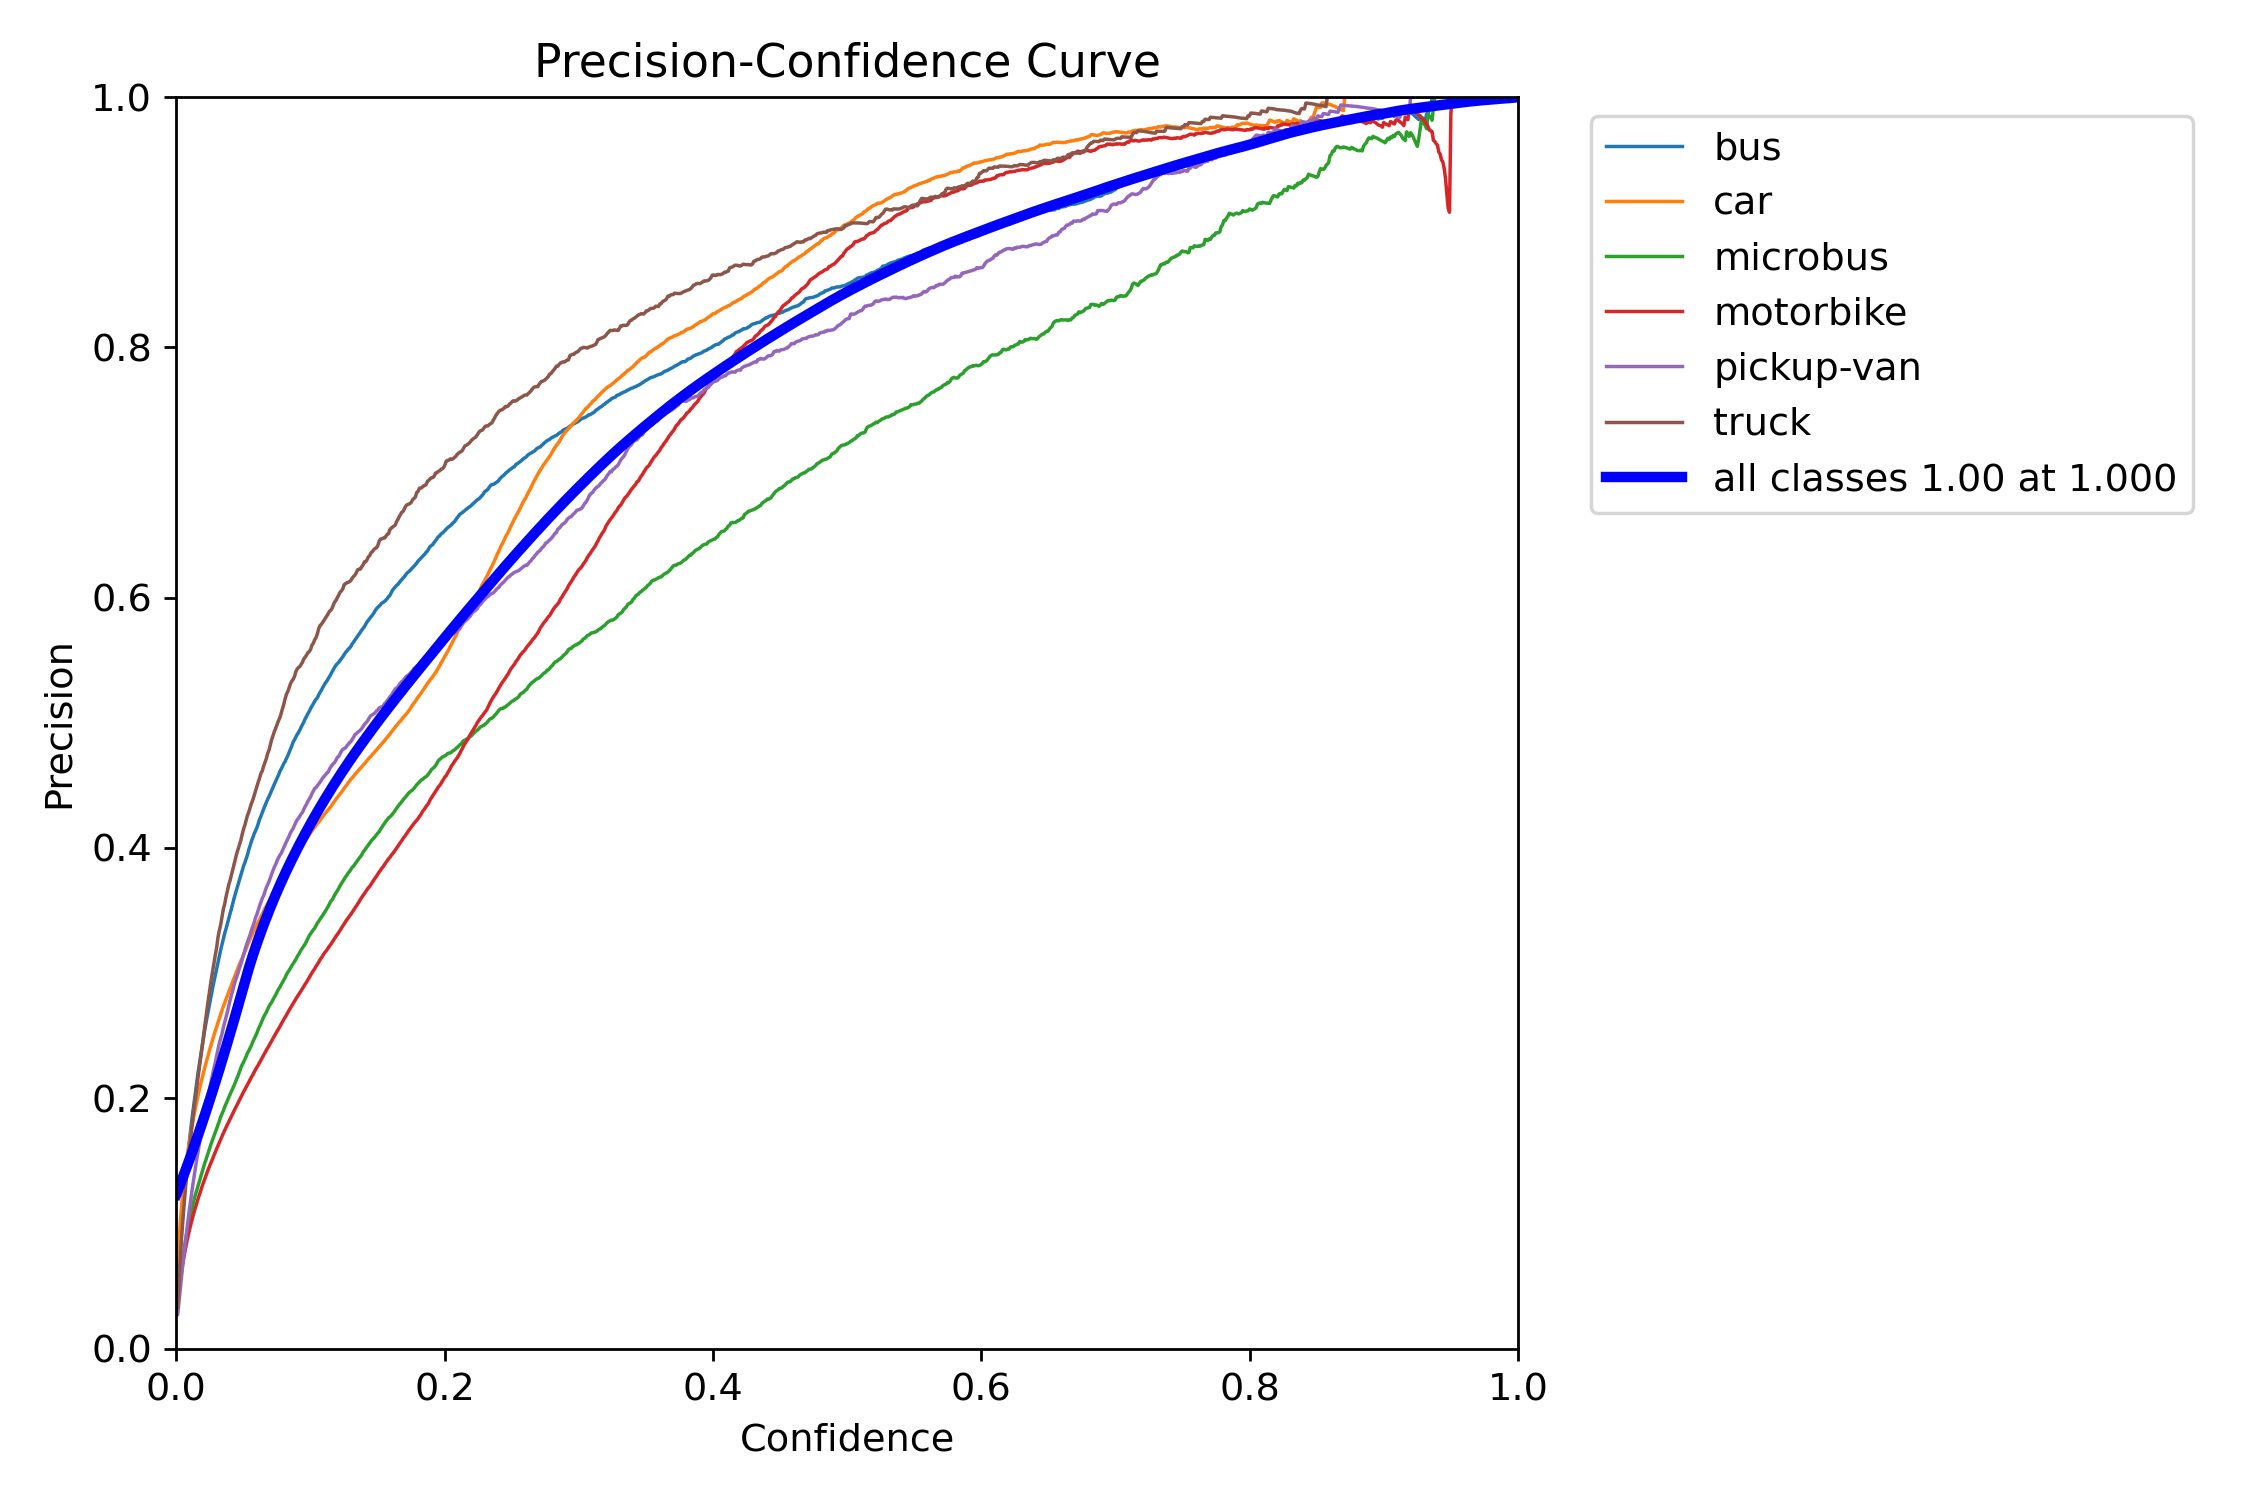 Precision-Confidence Curve
1.0
0.8
0.6
0.4
0.2
0.0
Precision
0.0 0.2 0.4 0.6 0.8 1.0
Confidence
bus
car
microbus
motorbike
pickup-van
truck
all classes 1.00 at 1.000